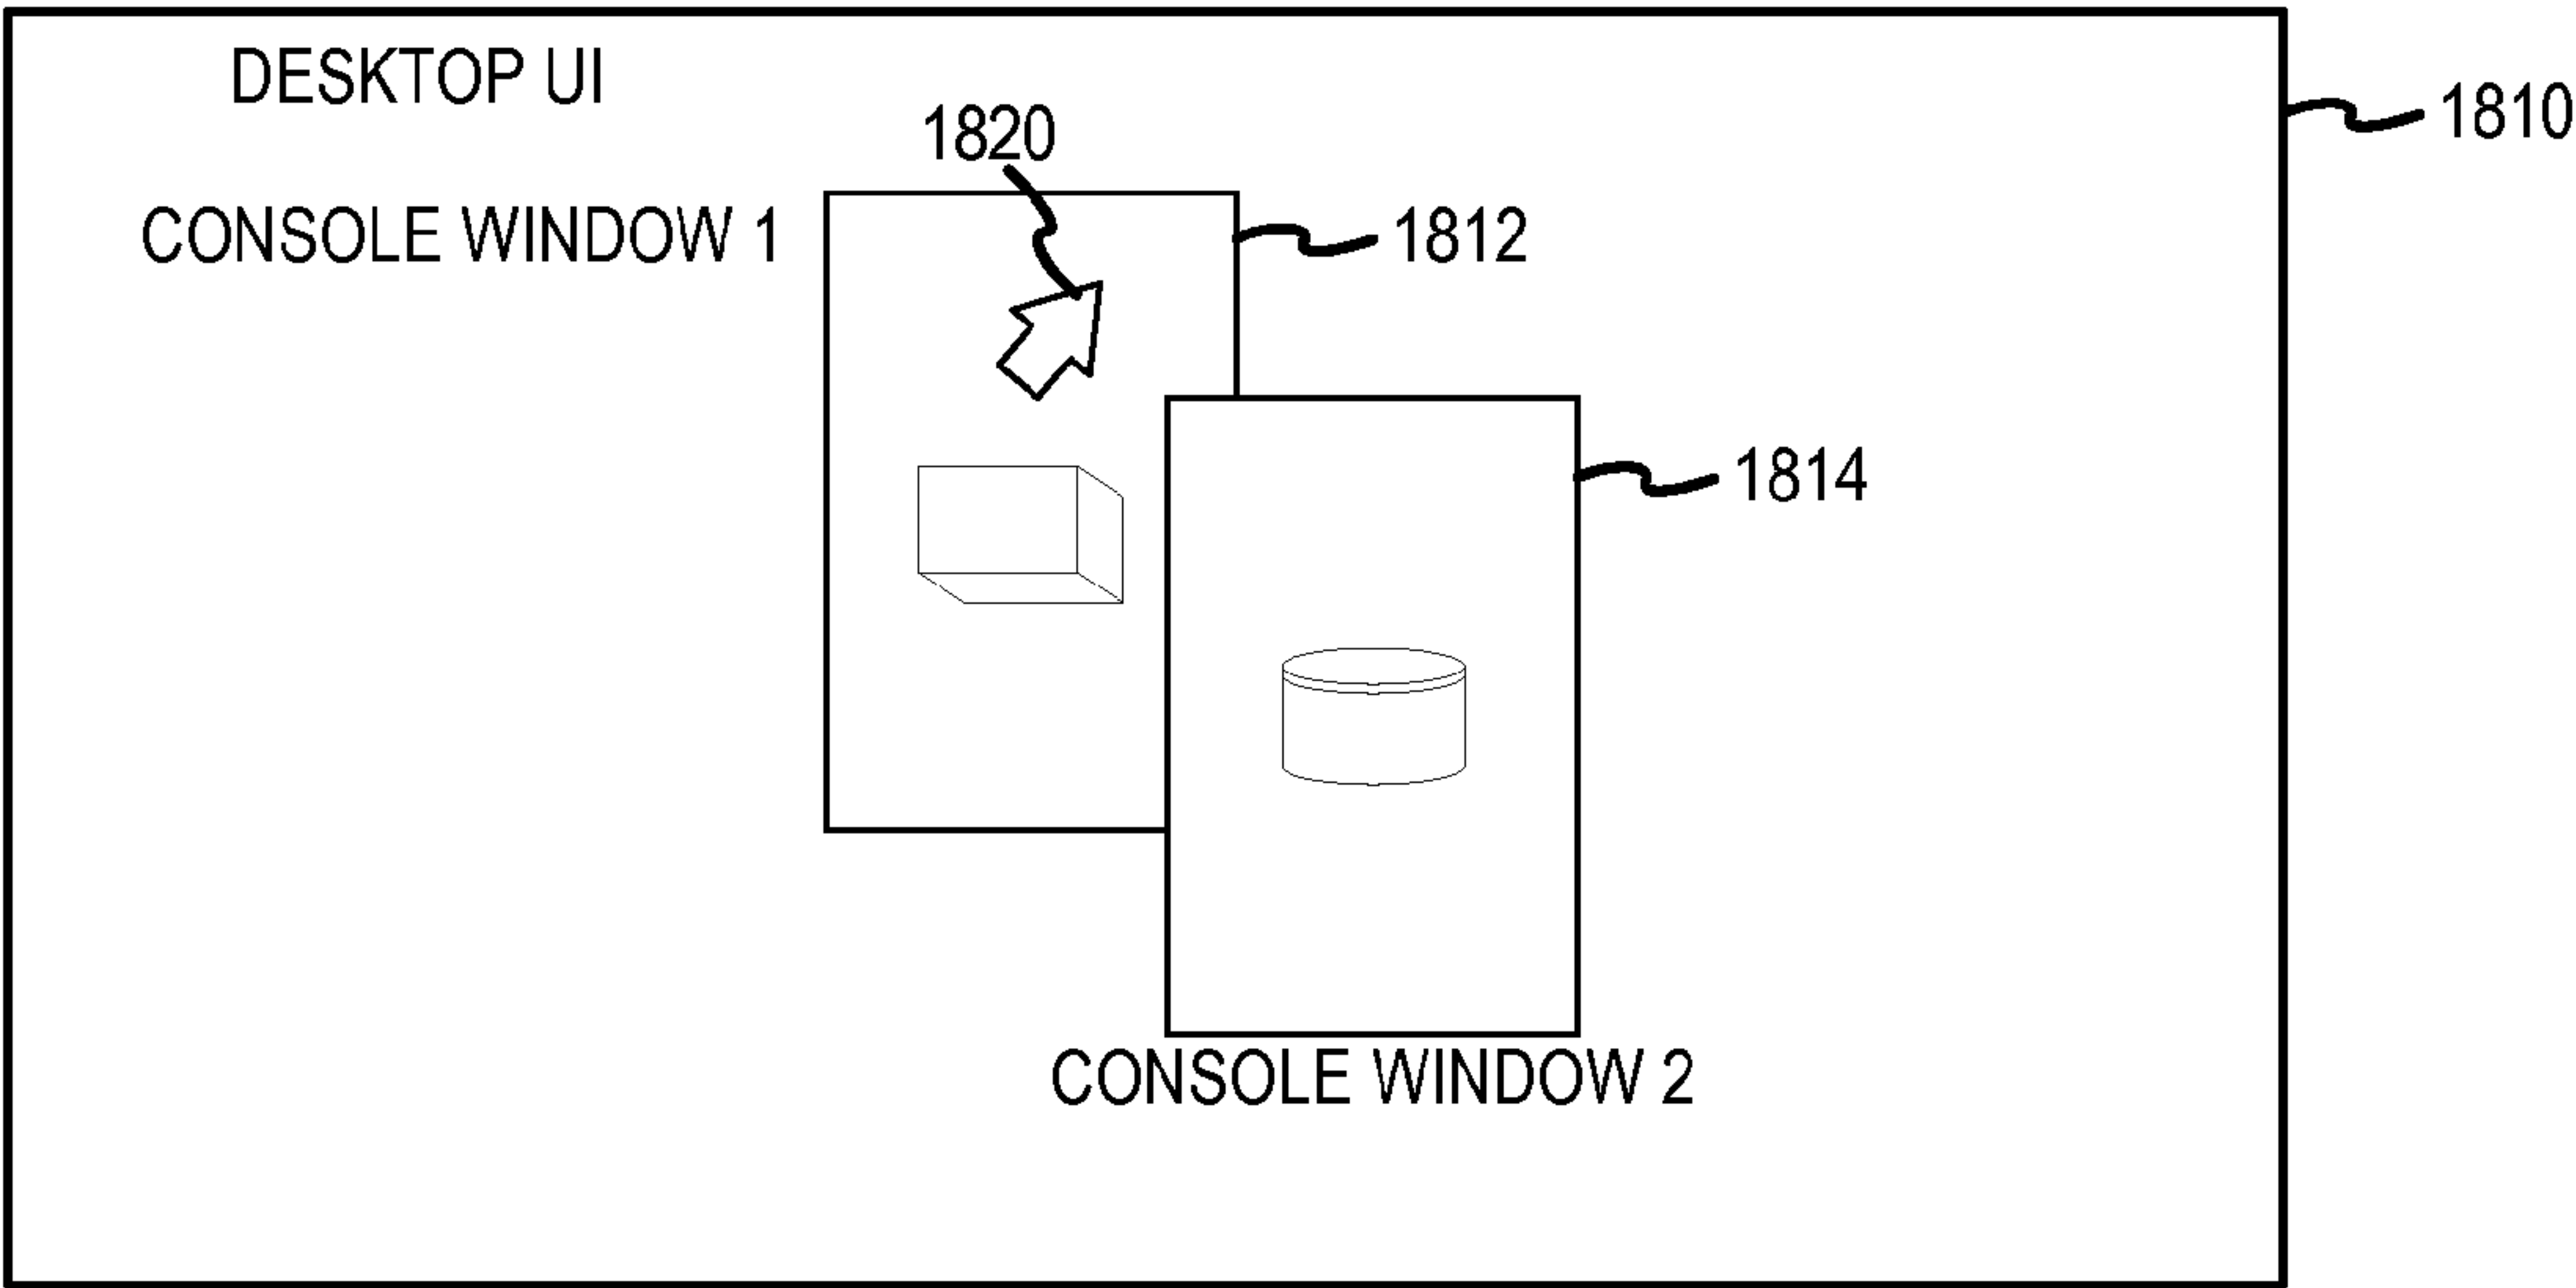 DESKTOP UI
1810
1820
CONSOLE WINDOW 1
1812
1814
CONSOLE WINDOW 2